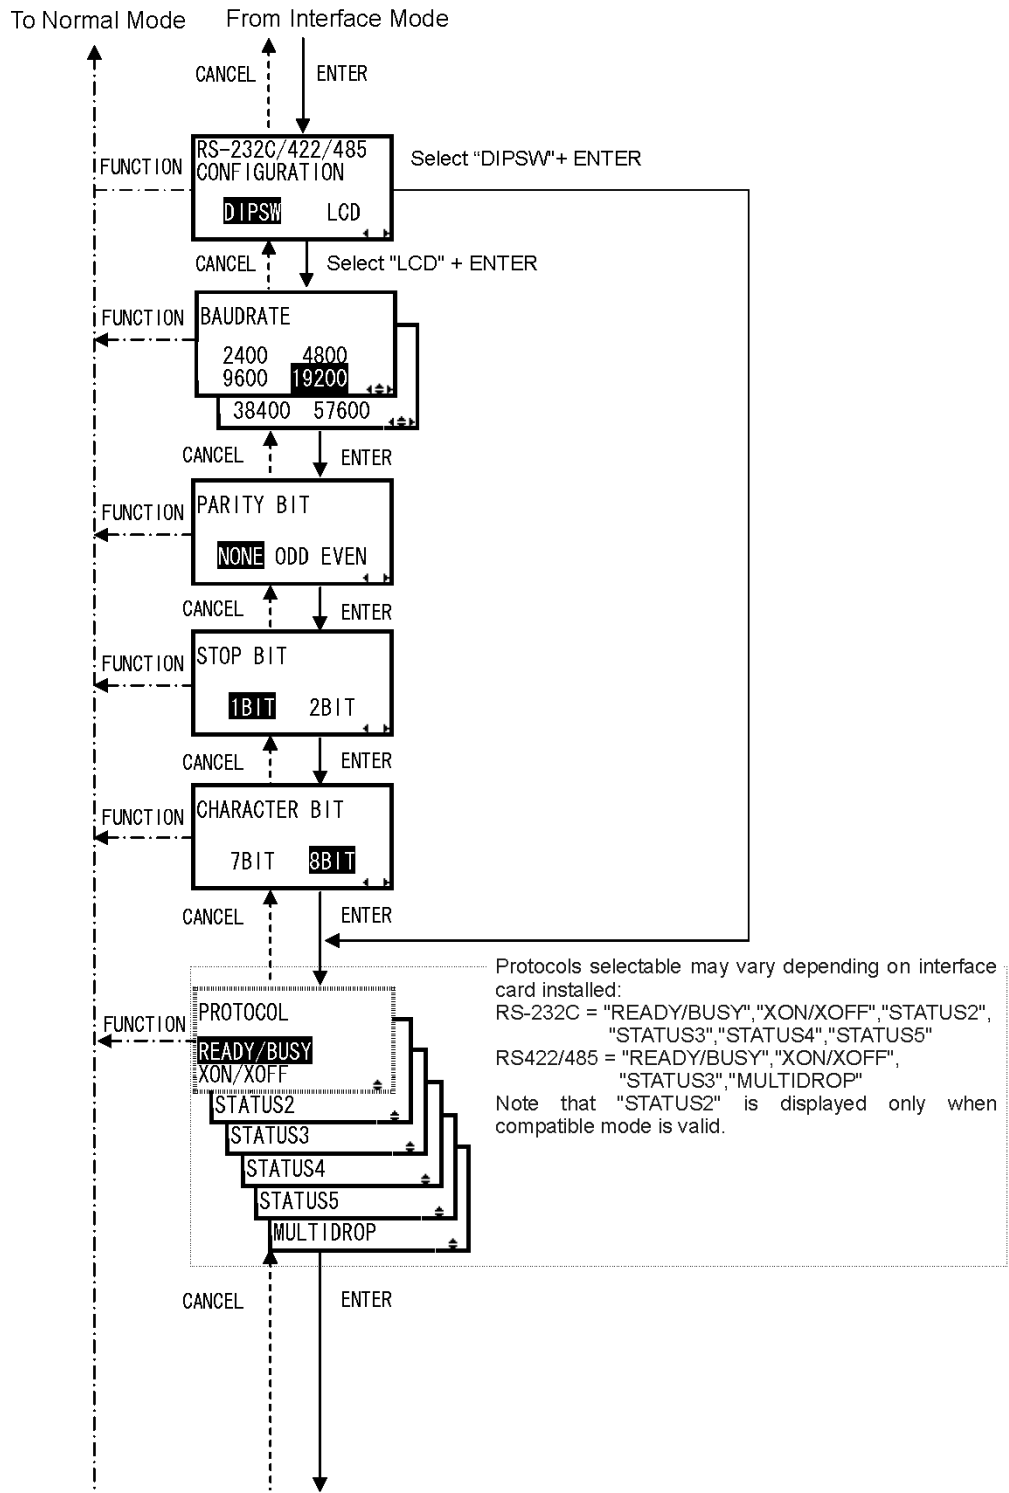 To Normal Mode
From Interface Mode
CANCEL
ENTER
FUNCTION
RS-232C/422/485
CONFIGURATION
DIPSW LCD
Select “DIPSW"+ ENTER
CANCEL
Select "LCD" + ENTER
FUNCTION
BAUDRATE
2400 4800
9600 19200
38400 57600
CANCEL
ENTER
FUNCTION
PARITY BIT
NONE ODD EVEN
CANCEL
ENTER
FUNCTION
STOP BIT
1BIT 2BIT
CANCEL
ENTER
FUNCTION
CHARACTER BIT
7BIT 8BIT
CANCEL
ENTER
FUNCTION
PROTOCOL
READY/BUSY
XON/XOFF
STATUS2
STATUS3
STATUS4
STATUS5
MULTIDROP
Protocols selectable may vary depending on interface
card installed:
RS-232C = "READY/BUSY","XON/XOFF","STATUS2",
"STATUS3","STATUS4","STATUS5"
RS422/485 = "READY/BUSY","XON/XOFF",
"STATUS3","MULTIDROP"
Note that "STATUS2" is displayed only when
compatible mode is valid.
CANCEL
ENTER